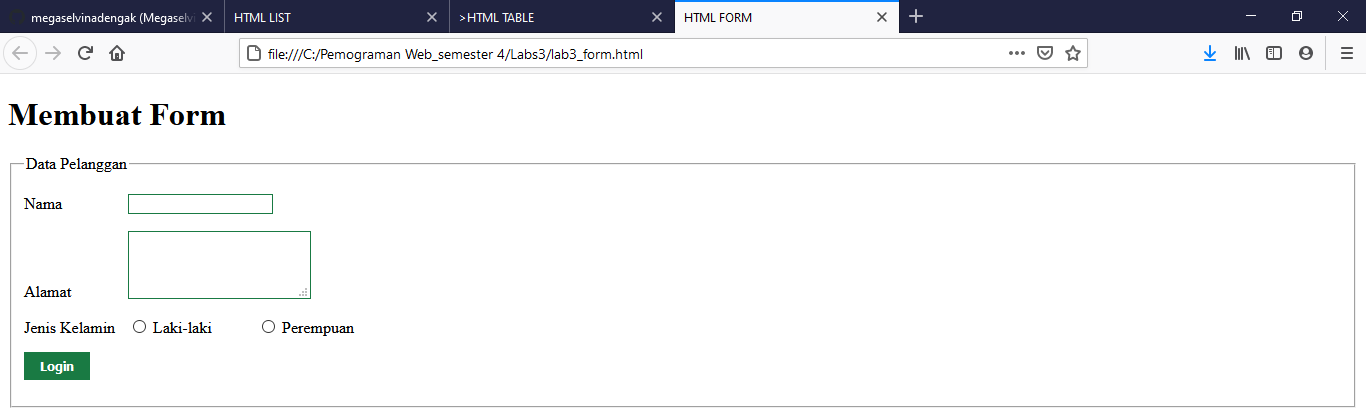 megaselvinadengak (Megaselvi
HTML LIST
>HTML TABLE
HTML FORM
file:///C:/Pemograman Web_semester 4/Labs3/lab3_form.html
Membuat Form
Data Pelanggan
Nama
Alamat
Jenis Kelamin Laki-laki Perempuan
Login